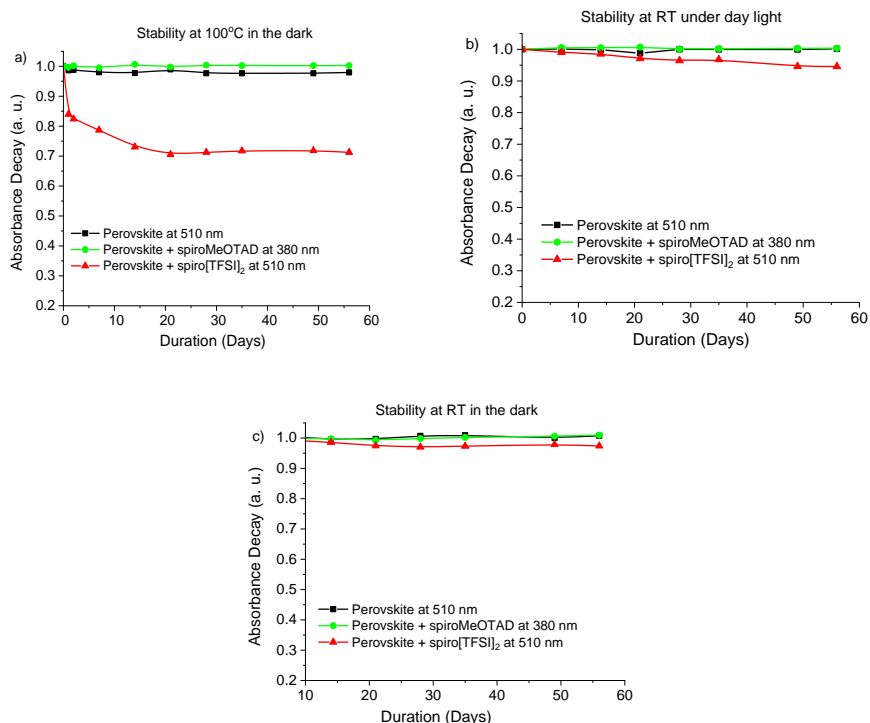 Stability at 100°C in the dark
a)
1.0
0.9
0.8
0.7
0.6
0.5
0.4
0.3
0.2
Absorbance Decay (a. u.)
Perovskite at 510 nm
Perovskite + spiroMeOTAD at 380 nm
Perovskite + spiro[TFSI]₂ at 510 nm
0 10 20 30 40 50 60
Duration (Days)
Stability at RT under day light
b)
1.0
0.9
0.8
0.7
0.6
0.5
0.4
0.3
0.2
Absorbance Decay (a. u.)
Perovskite at 510 nm
Perovskite + spiroMeOTAD at 380 nm
Perovskite + spiro[TFSI]₂ at 510 nm
0 10 20 30 40 50 60
Duration (Days)
Stability at RT in the dark
c)
1.0
0.9
0.8
0.7
0.6
0.5
0.4
0.3
0.2
Absorbance Decay (a. u.)
Perovskite at 510 nm
Perovskite + spiroMeOTAD at 380 nm
Perovskite + spiro[TFSI]₂ at 510 nm
10 20 30 40 50 60
Duration (Days)